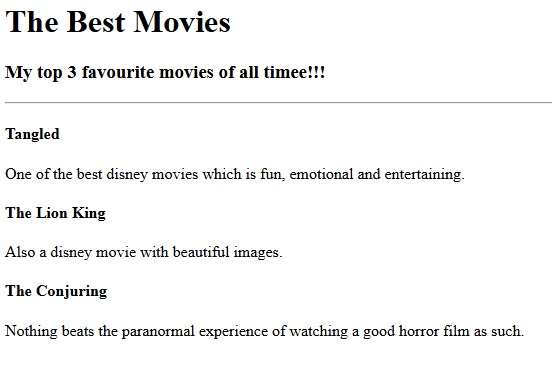 The Best Movies
My top 3 favourite movies of all timee!!!
Tangled
One of the best disney movies which is fun, emotional and entertaining.
The Lion King
Also a disney movie with beautiful images.
The Conjuring
Nothing beats the paranormal experience of watching a good horror film as such.